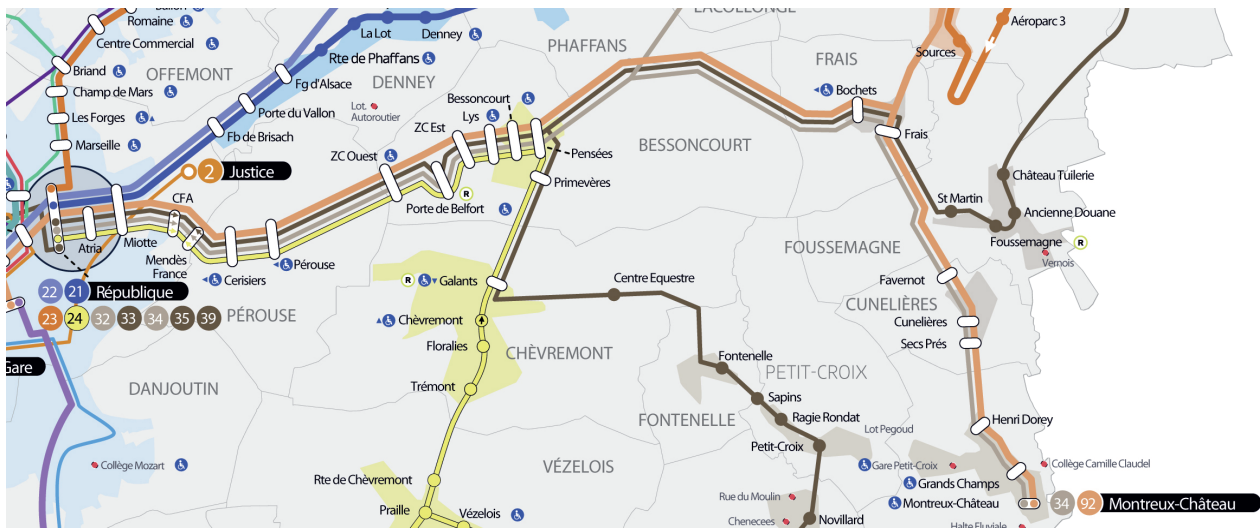 Ballon
Romaine
Centre Commercial
Briand
OFFEMONT
Champ de Mars
Les Forges
Marseille
La Lot
Denney
Rte de Phaffans
Fg d'Alsace
DENNEY
Porte du Vallon
Lot.
Autoroutier
Fb de Brisach
PHAFFANS
LACOLLONGE
FRAIS
Sources
Aéroparc 3
Bessoncourt
Lys
ZC Est
ZC Ouest
Pensées
Primevères
R
Porte de Belfort
BESSONCOURT
Bochets
Frais
Château Tuilerie
St Martin
Ancienne Douane
Foussemagne
R
Vernois
FOUSSEMAGNE
2 Justice
CFA
Atria
Miotte
Mendès
France
Cerisiers
Pérouse
22 21 République
23 24 32 33 34 35 39
PÉROUSE
Gare
DANJOUTIN
Collège Mozart
R
Galants
Chèvremont
Floralies
CHÈVREMONT
Trémont
Rte de Chèvremont
Praille
Vézelois
VÉZELOIS
Centre Equestre
Fontenelle
PETIT-CROIX
Sapins
FONTENELLE
Ragie Rondat
Lot Pegoud
Petit-Croix
Rue du Moulin
Chenecees
Novillard
Favernot
CUNELIÈRES
Cunelières
Secs Prés
Henri Dorey
Gare Petit-Croix
Collège Camille Claudel
Grands Champs
Montreux-Château
34 92 Montreux-Château
Halte Fluviale